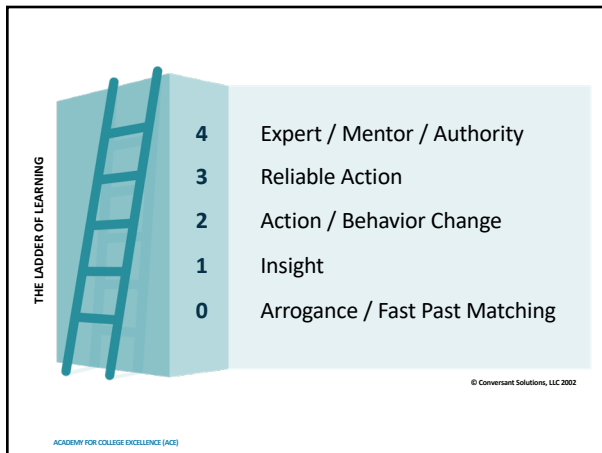 THE LADDER OF LEARNING
4 Expert / Mentor / Authority
3 Reliable Action
2 Action / Behavior Change
1 Insight
0 Arrogance / Fast Past Matching
© Conversant Solutions, LLC 2002
ACADEMY FOR COLLEGE EXCELLENCE (ACE)